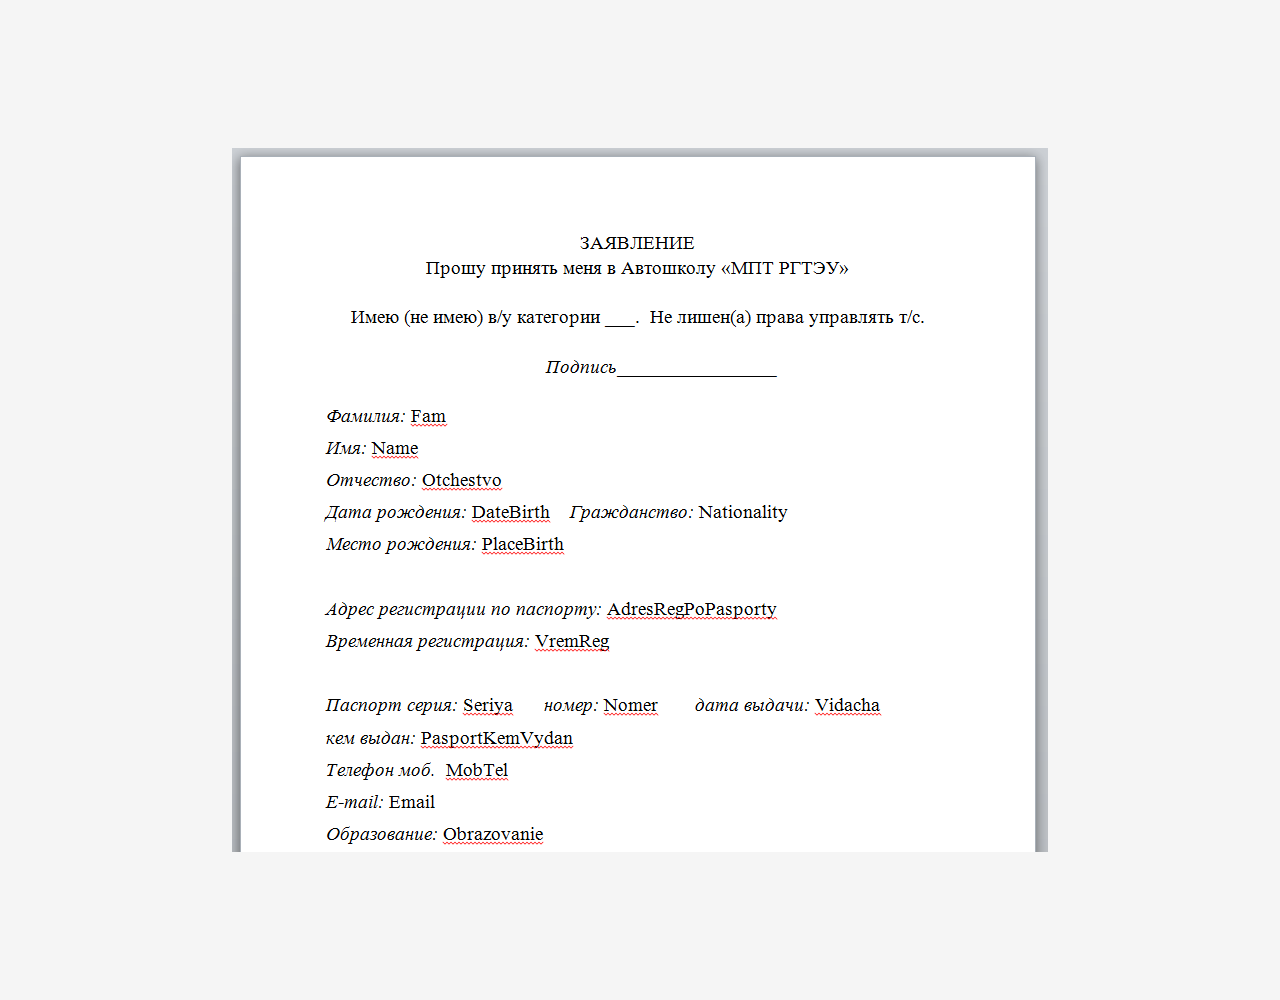 ЗАЯВЛЕНИЕ
Прошу принять меня в Автошколу «МПТ РГТЭУ»
Имею (не имею) в/у категории ___.  Не лишен(а) права управлять т/с.
Подпись________________
Фамилия: Fam
Имя: Name
Отчество: Otchestvo
Дата рождения: DateBirth    Гражданство: Nationality
Место рождения: PlaceBirth
Адрес регистрации по паспорту: AdresRegPoPasporty
Временная регистрация: VremReg
Паспорт серия: Seriya      номер: Nomer       дата выдачи: Vidacha
кем выдан: PasportKemVydan
Телефон моб.  MobTel
E-mail: Email
Образование: Obrazovanie